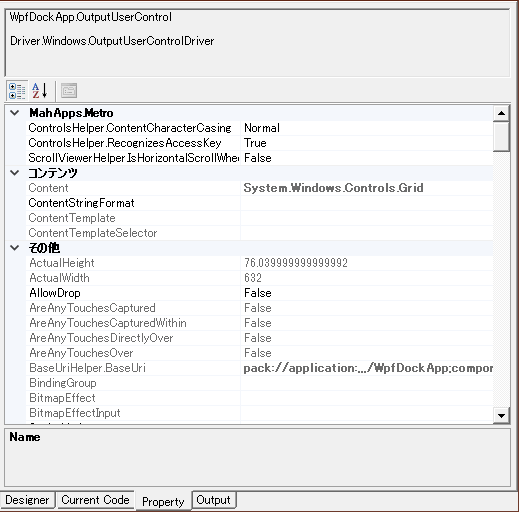 WpfDockApp.OutputUserControl
Driver.Windows.OutputUserControlDriver
MahApps.Metro
ControlsHelper.ContentCharacterCasing Normal
ControlsHelper.RecognizesAccessKey True
ScrollViewerHelper.IsHorizontalScrollWhe False
コンテンツ
Content System.Windows.Controls.Grid
ContentStringFormat
ContentTemplate
ContentTemplateSelector
その他
ActualHeight 76.039999999999992
ActualWidth 632
AllowDrop False
AreAnyTouchesCaptured False
AreAnyTouchesCapturedWithin False
AreAnyTouchesDirectlyOver False
AreAnyTouchesOver False
BaseUriHelper.BaseUri pack://application:,,,/WpfDockApp;compor
BindingGroup
BitmapEffect
BitmapEffectInput
Name
Designer Current Code Property Output